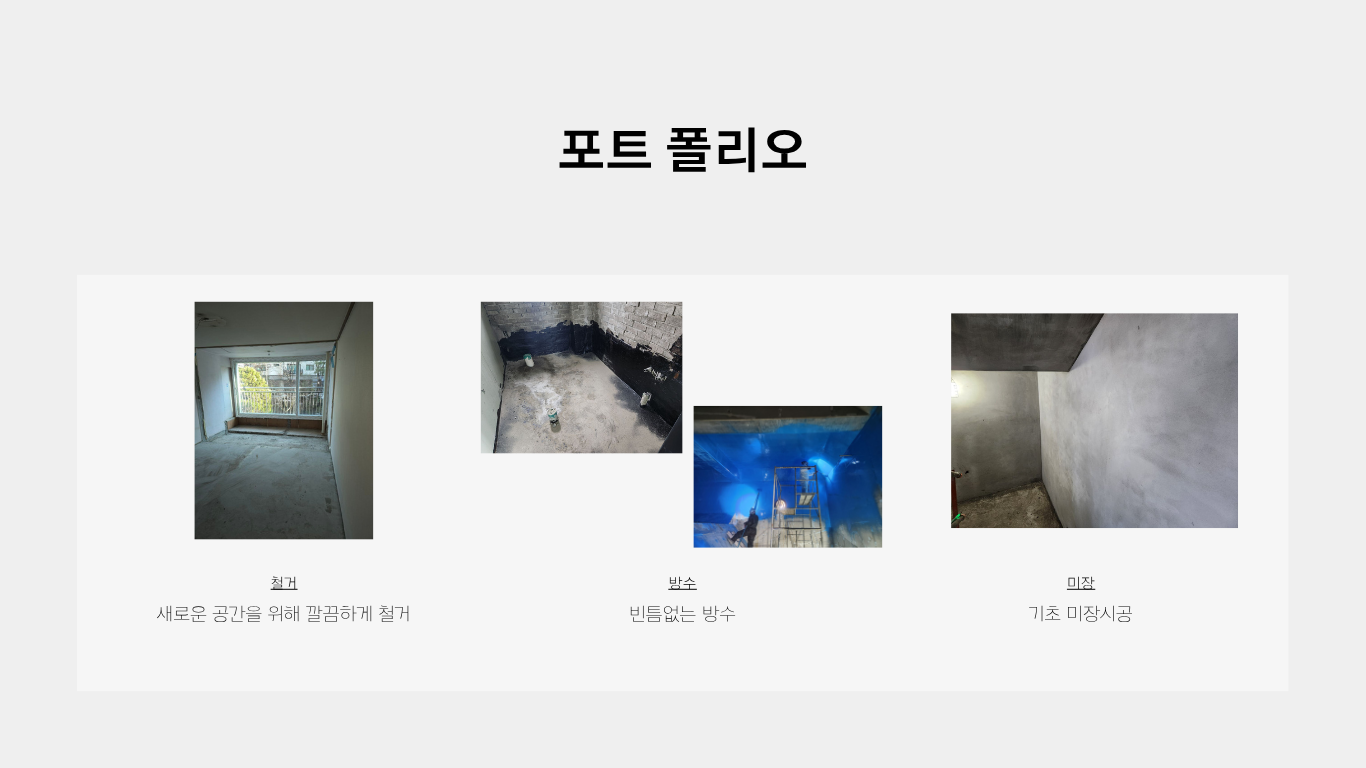 포트 폴리오
철거
새로운 공간을 위해 깔끔하게 철거
방수
빈틈없는 방수
미장
기초 미장시공